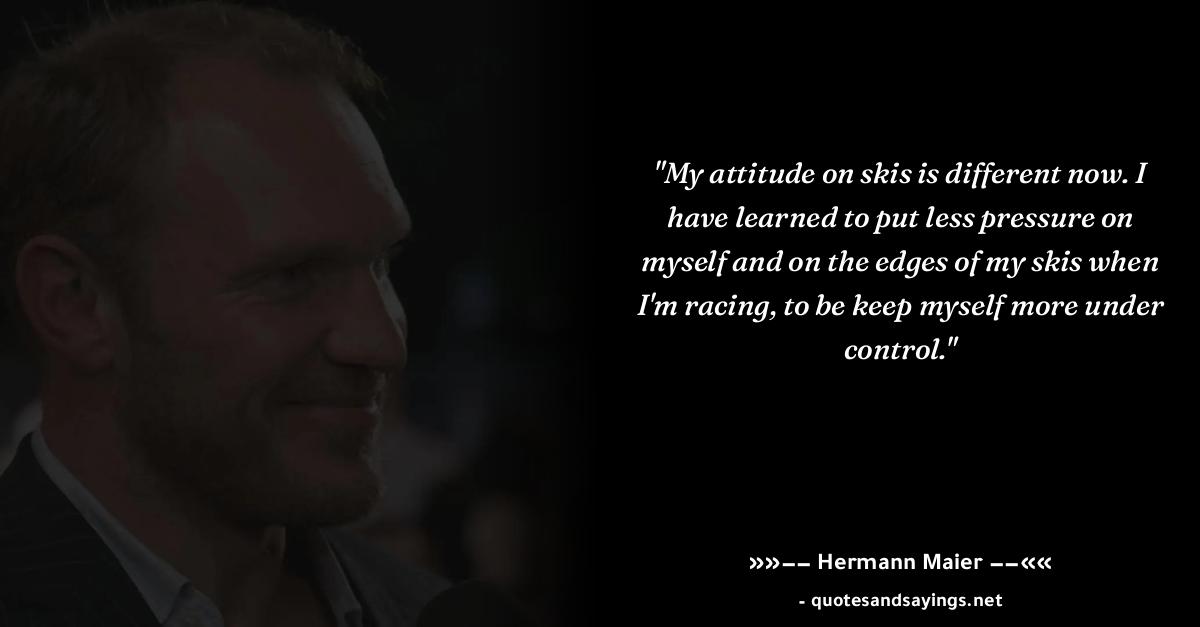 "My attitude on skis is different now. I
have learned to put less pressure on
myself and on the edges of my skis when
I'm racing, to be keep myself more under
control."
»»−− Hermann Maier −−««
- quotesandsayings.net